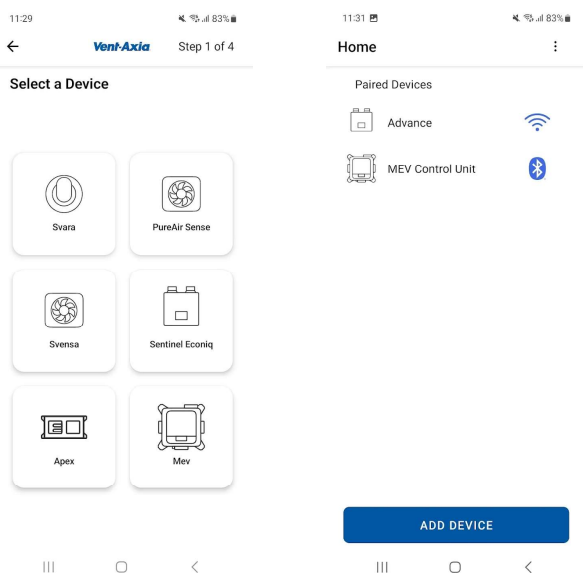 11:29 83%
Vent-Axia Step 1 of 4
Select a Device
Svara PureAir Sense
Svensa Sentinel Econiq
Apex Mev
11:31 83%
Home
Paired Devices
Advance
MEV Control Unit
ADD DEVICE